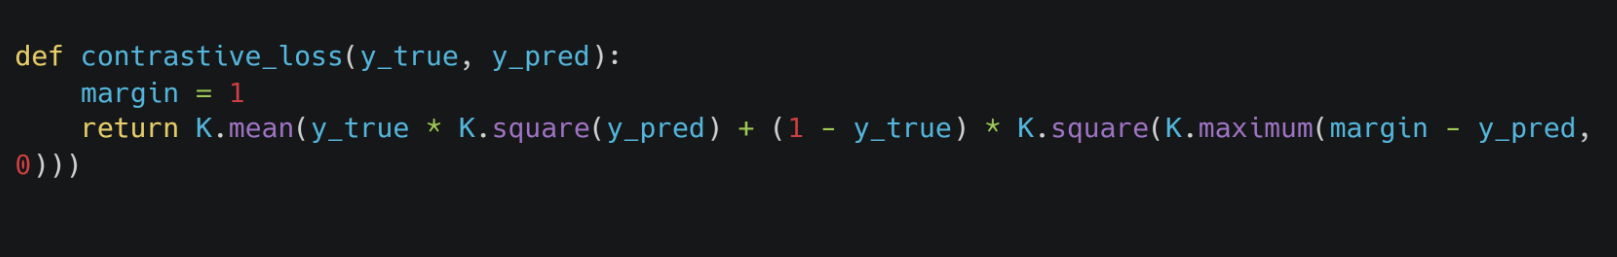 def contrastive_loss(y_true, y_pred):
    margin = 1
    return K.mean(y_true * K.square(y_pred) + (1 - y_true) * K.square(K.maximum(margin - y_pred,
0)))